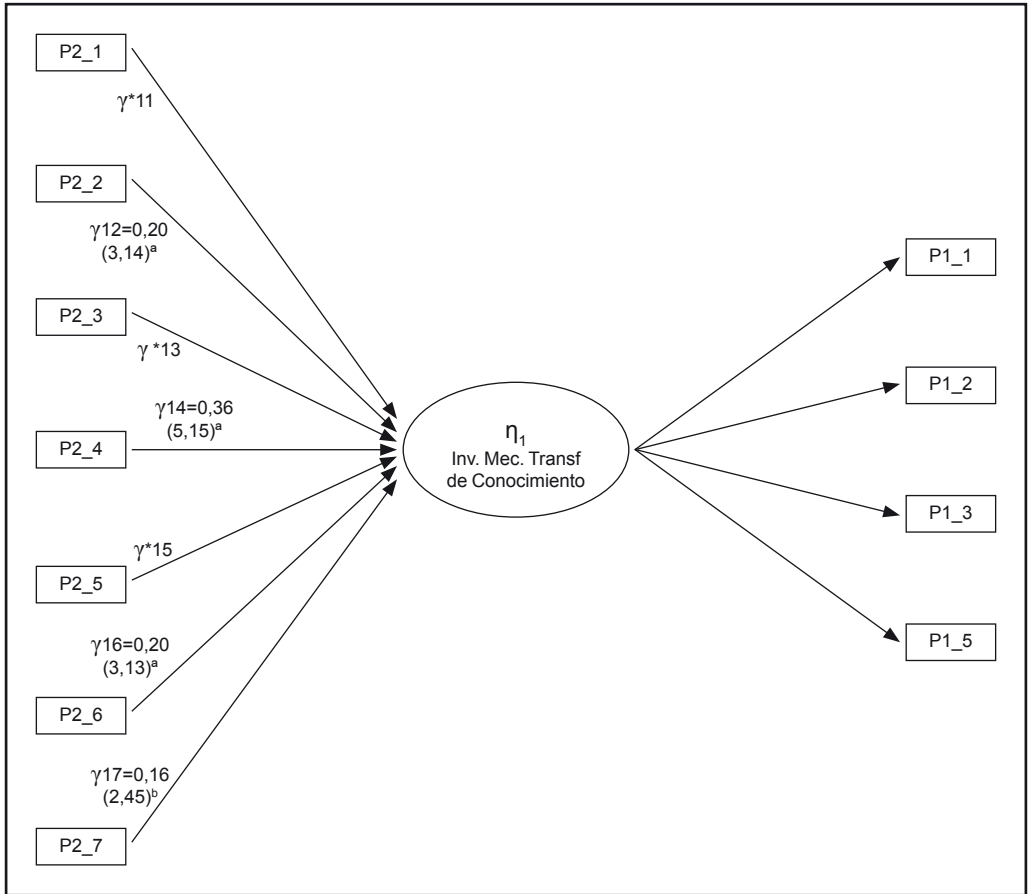 P2_1
γ*11
P2_2
γ12=0,20
(3,14)ª
P2_3
γ *13
γ14=0,36
(5,15)ª
P2_4
γ*15
P2_5
γ16=0,20
(3,13)ª
P2_6
γ17=0,16
(2,45)ᵇ
P2_7
η₁
Inv. Mec. Transf
de Conocimiento
P1_1
P1_2
P1_3
P1_5